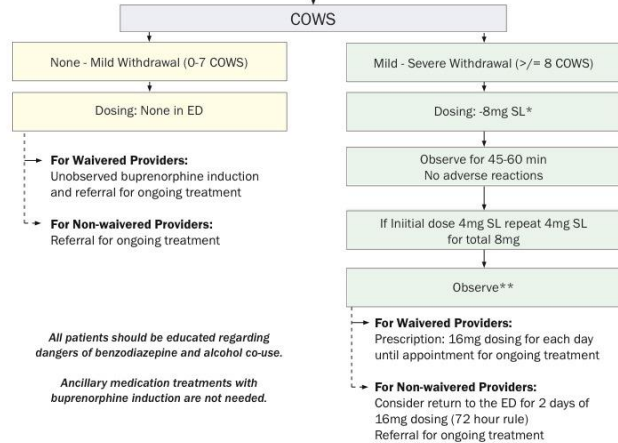 COWS
None - Mild Withdrawal (0-7 COWS)
Dosing: None in ED
For Waivered Providers:
Unobserved buprenorphine induction
and referral for ongoing treatment
For Non-waivered Providers:
Referral for ongoing treatment
All patients should be educated regarding
dangers of benzodiazepine and alcohol co-use.
Ancillary medication treatments with
buprenorphine induction are not needed.
Mild - Severe Withdrawal (>/= 8 COWS)
Dosing: -8mg SL*
Observe for 45-60 min
No adverse reactions
If Iniitial dose 4mg SL repeat 4mg SL
for total 8mg
Observe**
For Waivered Providers:
Prescription: 16mg dosing for each day
until appointment for ongoing treatment
For Non-waivered Providers:
Consider return to the ED for 2 days of
16mg dosing (72 hour rule)
Referral for ongoing treatment